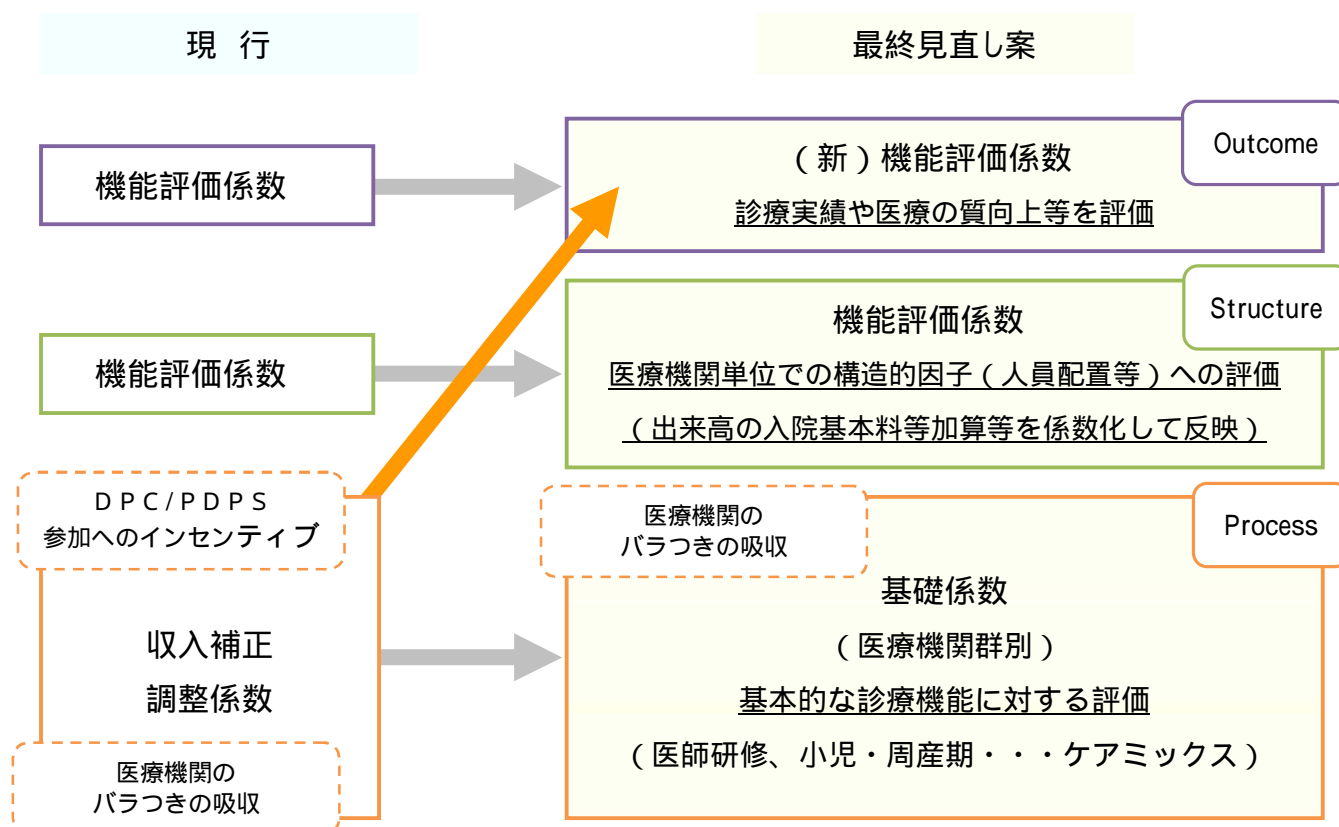 現 行
最終見直し案
機能評価係数
Outcome
(新)機能評価係数
診療実績や医療の質向上等を評価
機能評価係数
Structure
機能評価係数
医療機関単位での構造的因子(人員配置等)への評価
(出来高の入院基本料等加算等を係数化して反映)
DPC/PDPS
参加へのインセンティブ
収入補正
調整係数
医療機関の
バラつきの吸収
医療機関の
バラつきの吸収
Process
基礎係数
(医療機関群別)
基本的な診療機能に対する評価
(医師研修、小児・周産期・・・ケアミックス)